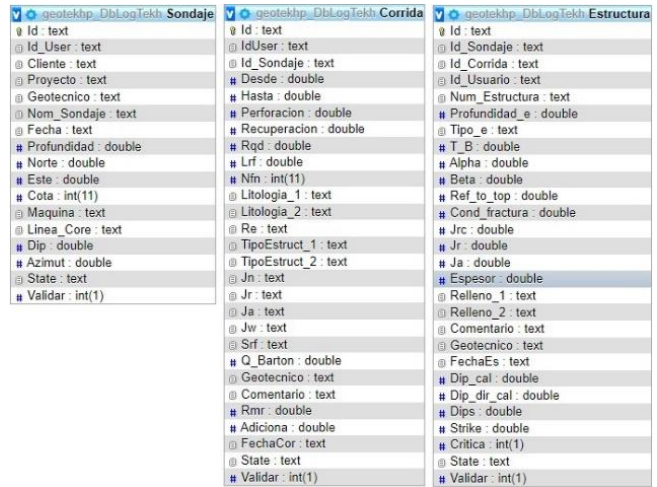 geotekhp_DbLogTekh Sondaje
Id : text
Id_User : text
Cliente : text
Proyecto : text
Geotecnico : text
Nom_Sondaje : text
Fecha : text
Profundidad : double
Norte : double
Este : double
Cota : int(11)
Maquina : text
Linea_Core : text
Dip : double
Azimut : double
State : text
Validar : int(1)
geotekhp_DbLogTekh Corrida
Id : text
IdUser : text
Id_Sondaje : text
Desde : double
Hasta : double
Perforacion : double
Recuperacion : double
Rqd : double
Lrf : double
Nfn : int(11)
Litologia_1 : text
Litologia_2 : text
Re : text
TipoEstruct_1 : text
TipoEstruct_2 : text
Jn : text
Jr : text
Ja : text
Jw : text
Srf : text
Q_Barton : double
Geotecnico : text
Comentario : text
Rmr : double
Adiciona : double
FechaCor : text
State : text
Validar : int(1)
geotekhp_DbLogTekh Estructura
Id : text
Id_Sondaje : text
Id_Corrida : text
Id_Usuario : text
Num_Estructura : text
Profundidad_e : double
Tipo_e : text
T_B : double
Alpha : double
Beta : double
Ref_to_top : double
Cond_fractura : double
Jrc : double
Jr : double
Ja : double
Espesor : double
Relleno_1 : text
Relleno_2 : text
Comentario : text
Geotecnico : text
FechaEs : text
Dip_cal : double
Dip_dir_cal : double
Dips : double
Strike : double
Critica : int(1)
State : text
Validar : int(1)